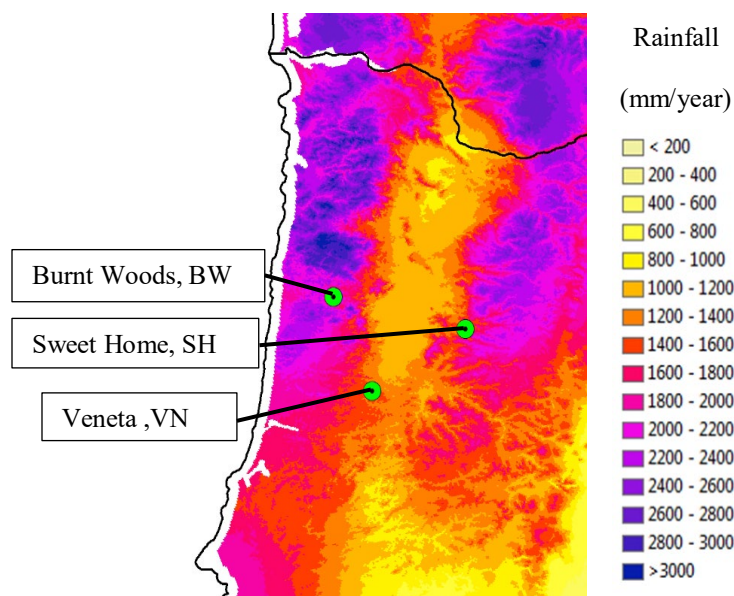 Rainfall
(mm/year)
< 200
200 - 400
400 - 600
600 - 800
800 - 1000
1000 - 1200
1200 - 1400
1400 - 1600
1600 - 1800
1800 - 2000
2000 - 2200
2200 - 2400
2400 - 2600
2600 - 2800
2800 - 3000
>3000
Burnt Woods, BW
Sweet Home, SH
Veneta ,VN